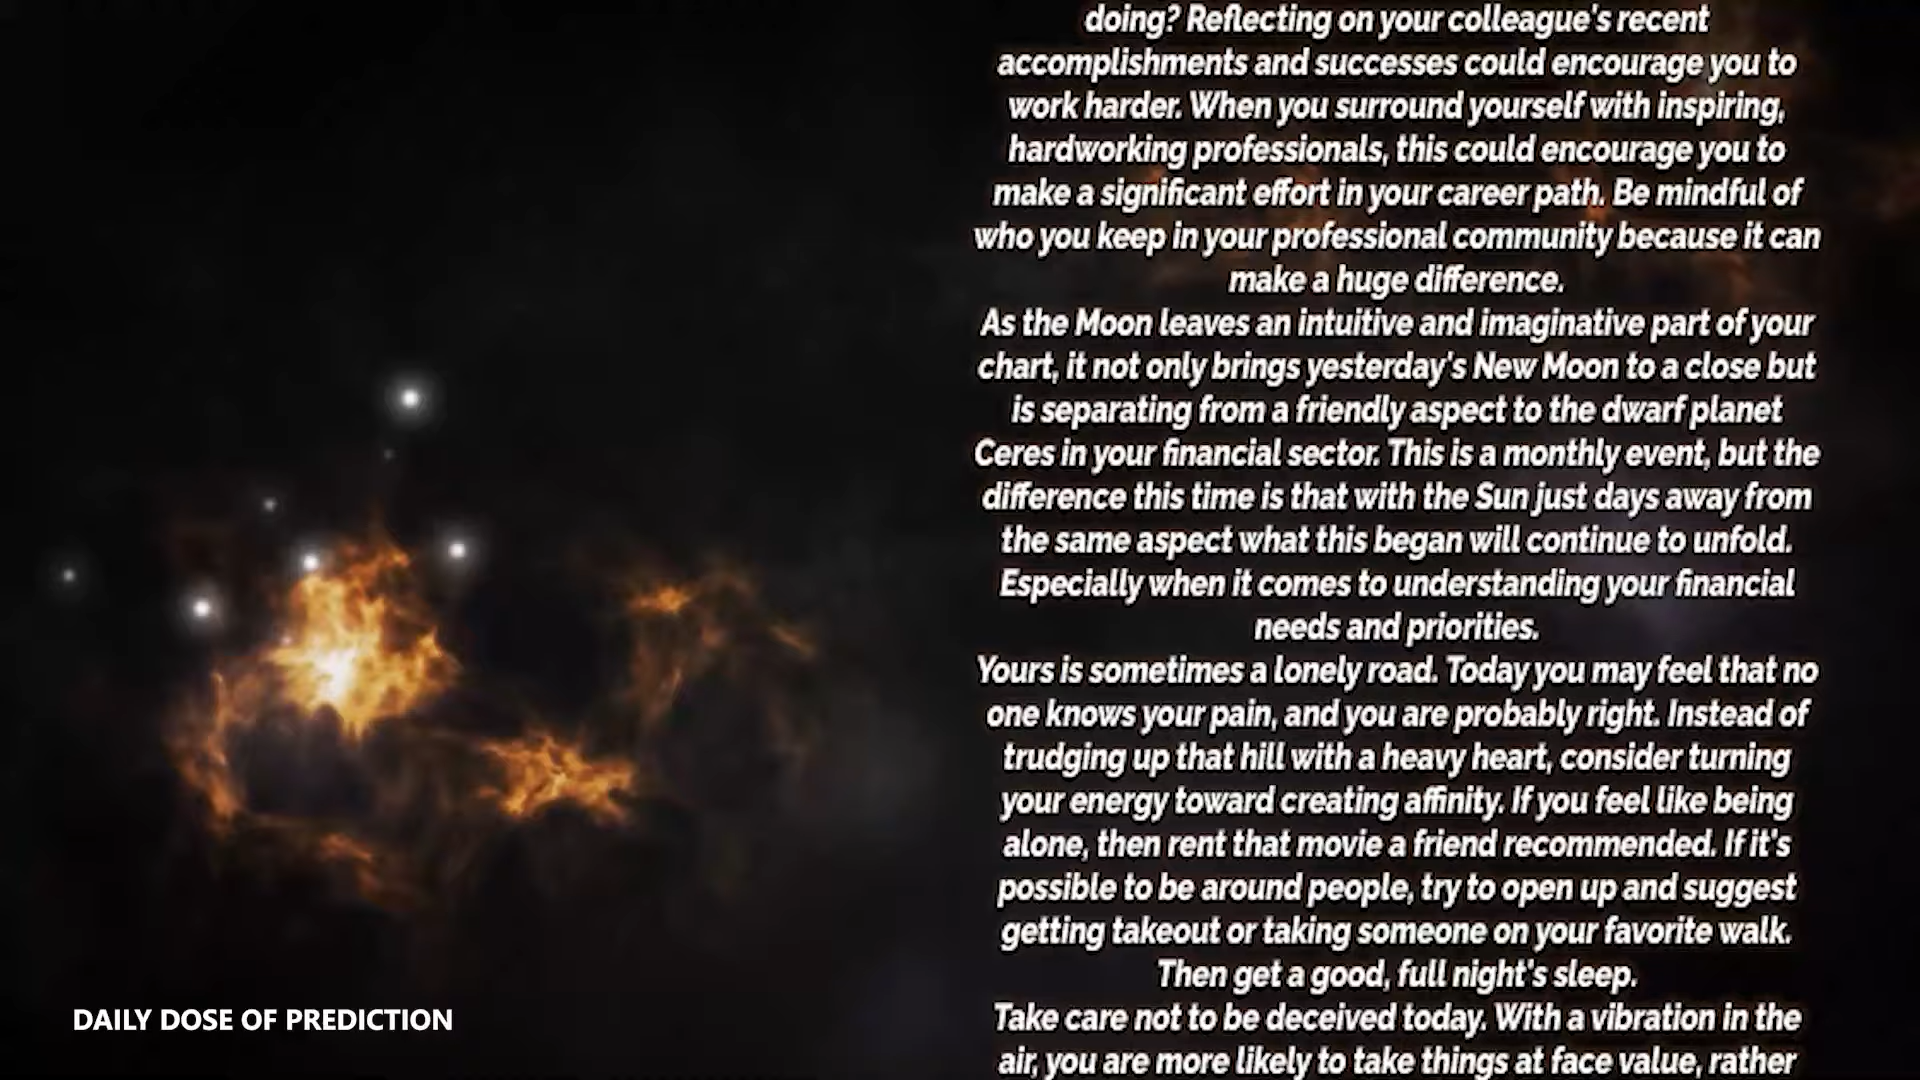 doing? Reflecting on your colleague's recent
accomplishments and successes could encourage you to
work harder. When you surround yourself with inspiring,
hardworking professionals, this could encourage you to
make a significant effort in your career path. Be mindful of
who you keep in your professional community because it can
make a huge difference.
As the Moon leaves an intuitive and imaginative part of your
chart, it not only brings yesterday's New Moon to a close but
is separating from a friendly aspect to the dwarf planet
Ceres in your financial sector. This is a monthly event, but the
difference this time is that with the Sun just days away from
the same aspect what this began will continue to unfold.
Especially when it comes to understanding your financial
needs and priorities.
Yours is sometimes a lonely road. Today you may feel that no
one knows your pain, and you are probably right. Instead of
trudging up that hill with a heavy heart, consider turning
your energy toward creating affinity. If you feel like being
alone, then rent that movie a friend recommended. If it's
possible to be around people, try to open up and suggest
getting takeout or taking someone on your favorite walk.
Then get a good, full night's sleep.
Take care not to be deceived today. With a vibration in the
air, you are more likely to take things at face value, rather
DAILY DOSE OF PREDICTION